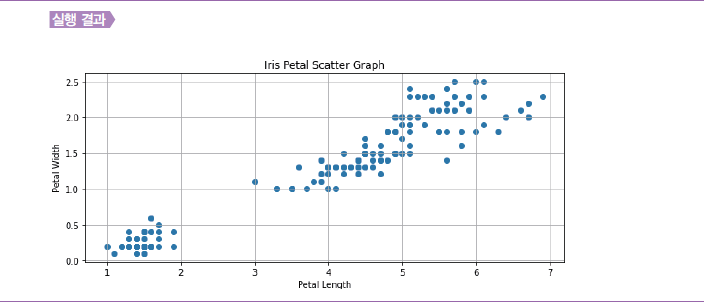 실행 결과
Iris Petal Scatter Graph
2.5
2.0
1.5
1.0
0.5
0.0
Petal Width
1 2 3 4 5 6 7
Petal Length